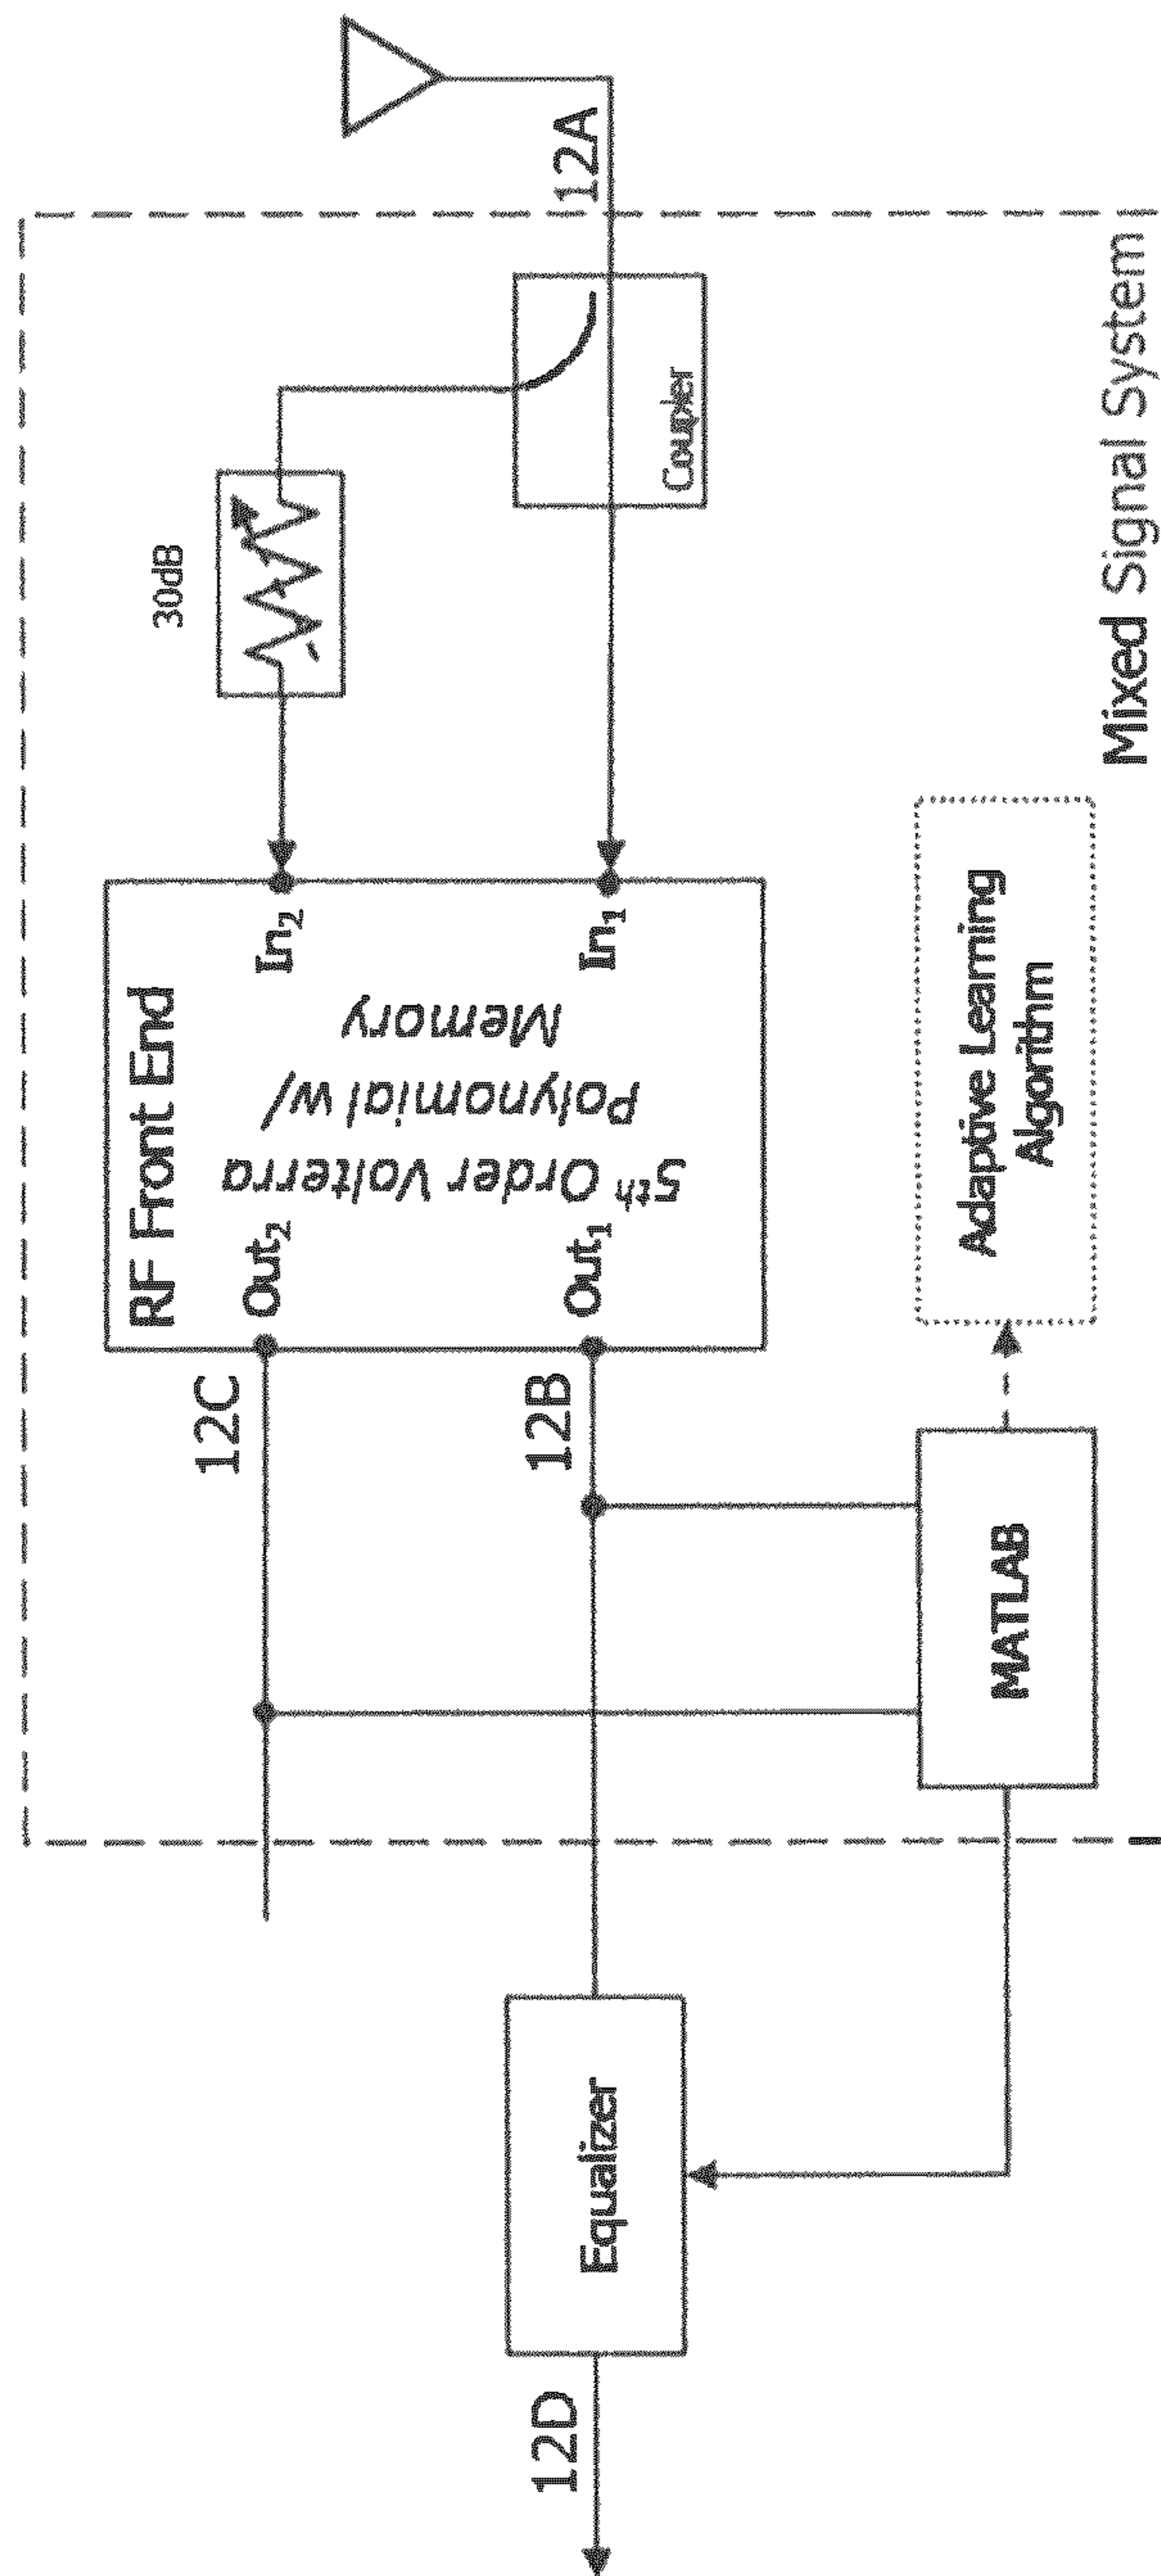 12A
Coupler
30dB
RF Front End
In₂
In₁
5ᵗʰ Order Volterra
Polynomial w/
Memory
Out₂
Out₁
12C
12B
Adaptive Learning
Algorithm
MATLAB
Mixed Signal System
Equalizer
12D